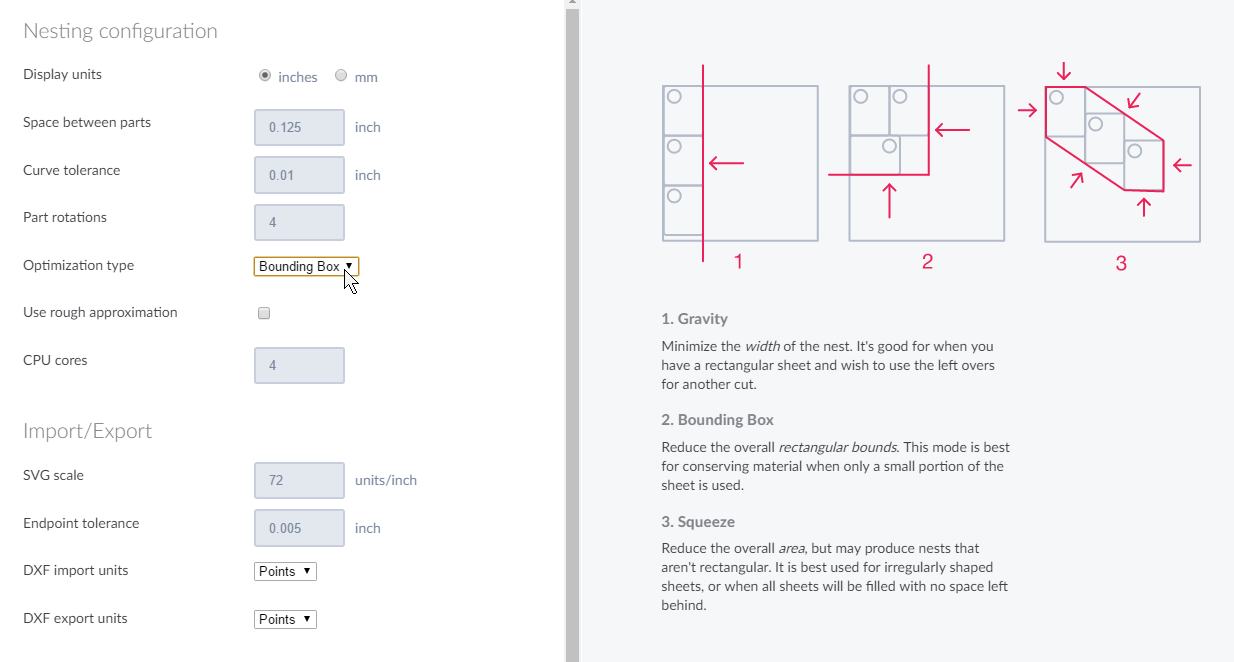 Nesting configuration
Display units
inches mm
Space between parts
0.125 inch
Curve tolerance
0.01 inch
Part rotations
4
Optimization type
Bounding Box
Use rough approximation
CPU cores
4
Import/Export
SVG scale
72 units/inch
Endpoint tolerance
0.005 inch
DXF import units
Points
DXF export units
Points
1 2 3
1. Gravity
Minimize the width of the nest. It's good for when you
have a rectangular sheet and wish to use the left overs
for another cut.
2. Bounding Box
Reduce the overall rectangular bounds. This mode is best
for conserving material when only a small portion of the
sheet is used.
3. Squeeze
Reduce the overall area, but may produce nests that
aren't rectangular. It is best used for irregularly shaped
sheets, or when all sheets will be filled with no space left
behind.